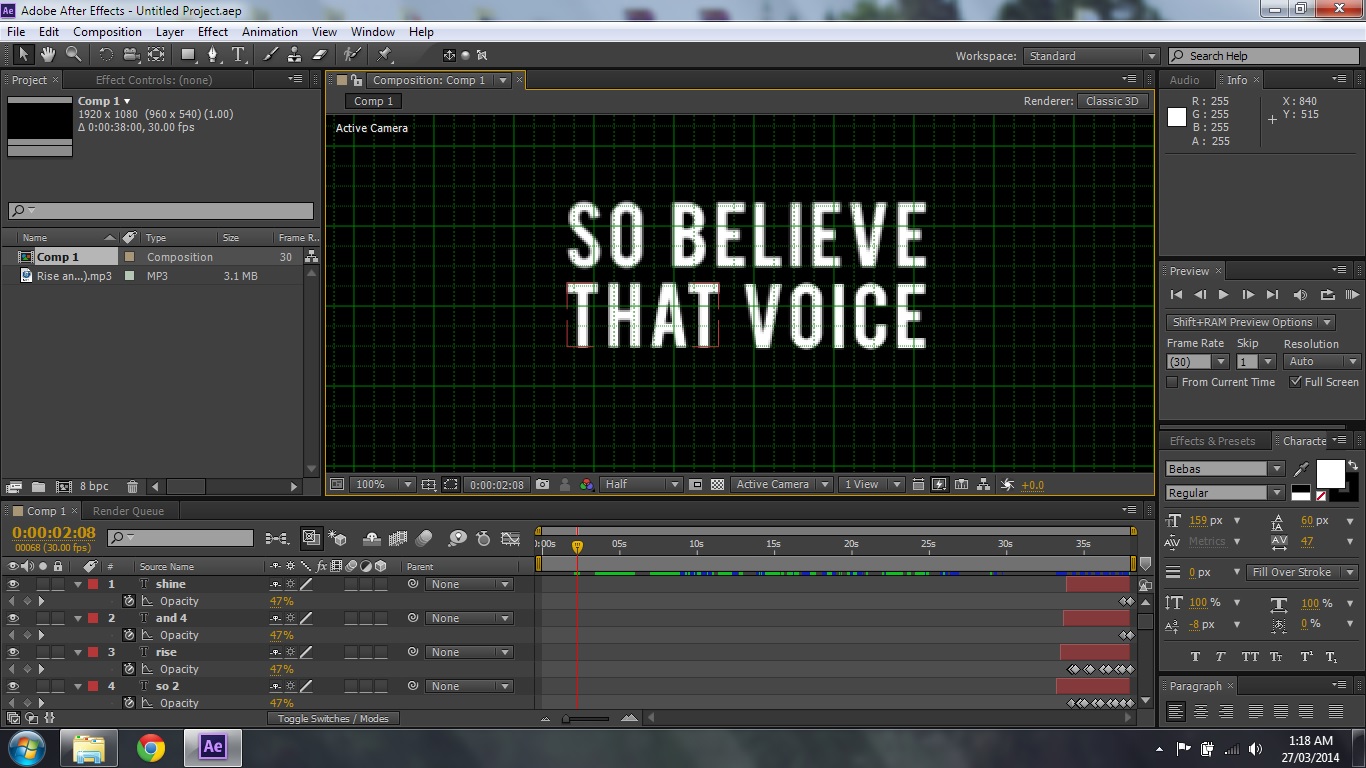 Adobe After Effects - Untitled Project.aep
File Edit Composition Layer Effect Animation View Window Help
Workspace: Standard Search Help
Project Effect Controls: (none)
Comp 1
1920 x 1080 (960 x 540) (1.00)
Δ 0:00:38:00, 30.00 fps
Name Type Size Frame R...
Comp 1 Composition 30
Rise an...).mp3 MP3 3.1 MB
8 bpc
Composition: Comp 1
Comp 1 Renderer: Classic 3D
Active Camera
SO BELIEVE
THAT VOICE
100% 0:00:02:08 Half Active Camera 1 View +0.0
Audio Info
R: 255 X: 840
G: 255 Y: 515
B: 255
A: 255
Preview
Shift+RAM Preview Options
Frame Rate Skip Resolution
(30) 1 Auto
From Current Time Full Screen
Effects & Presets Characte
Bebas
Regular
159 px 60 px
Metrics 47
0 px Fill Over Stroke
100 % 100 %
-8 px 0 %
T T TT Tt T¹ T₁
Paragraph
Comp 1 Render Queue
0:00:02:08
00068 (30.00 fps)
# Source Name Parent
0:00s 05s 10s 15s 20s 25s 30s 35s
1 T shine None
Opacity 47%
2 T and 4 None
Opacity 47%
3 T rise None
Opacity 47%
4 T so 2 None
Opacity 47%
Toggle Switches / Modes
Ae
1:18 AM
27/03/2014